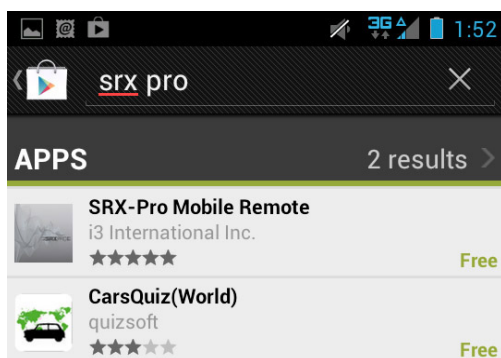 3G 1:52
srx pro
APPS 2 results
SRX-Pro Mobile Remote
i3 International Inc.
Free
CarsQuiz(World)
quizsoft
Free